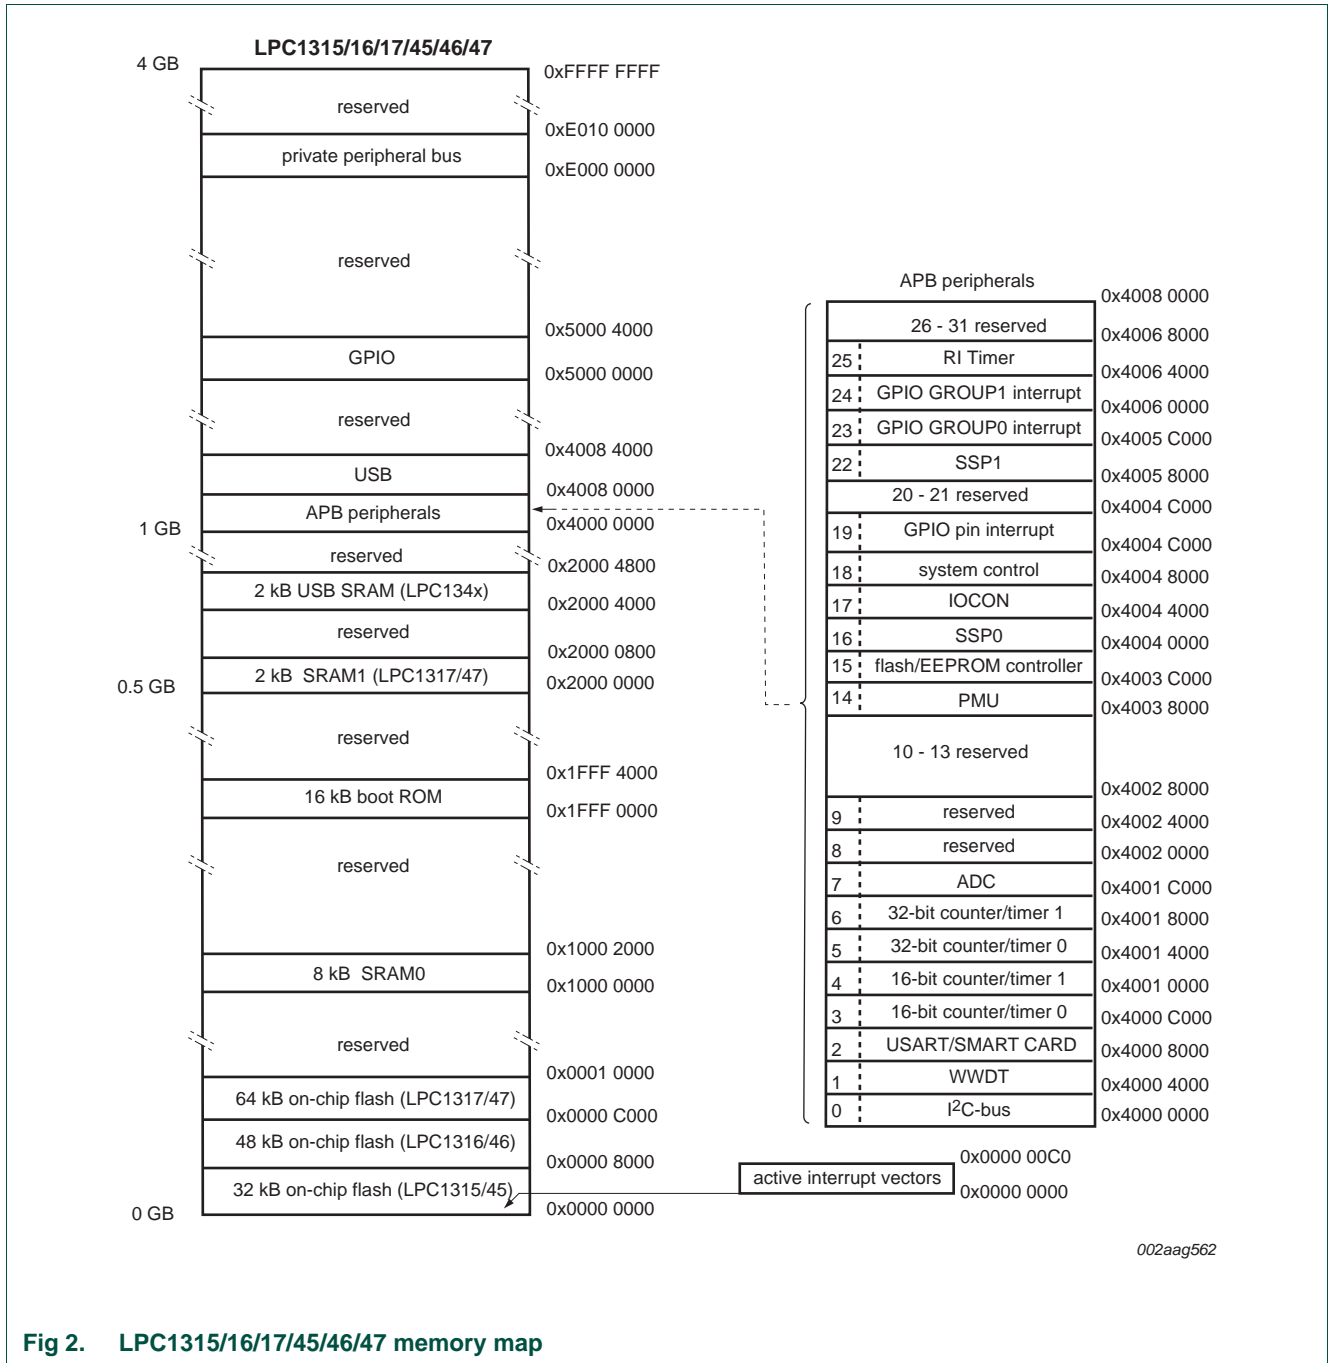 LPC1315/16/17/45/46/47
4 GB
0xFFFF FFFF
reserved
0xE010 0000
private peripheral bus
0xE000 0000
reserved
0x5000 4000
GPIO
0x5000 0000
reserved
0x4008 4000
USB
0x4008 0000
APB peripherals
1 GB
0x4000 0000
reserved
0x2000 4800
2 kB USB SRAM (LPC134x)
0x2000 4000
reserved
0x2000 0800
2 kB SRAM1 (LPC1317/47)
0.5 GB
0x2000 0000
reserved
0x1FFF 4000
16 kB boot ROM
0x1FFF 0000
reserved
0x1000 2000
8 kB SRAM0
0x1000 0000
reserved
0x0001 0000
64 kB on-chip flash (LPC1317/47)
0x0000 C000
48 kB on-chip flash (LPC1316/46)
0x0000 8000
32 kB on-chip flash (LPC1315/45)
0 GB
0x0000 0000
APB peripherals
0x4008 0000
26 - 31 reserved
0x4006 8000
25 RI Timer
0x4006 4000
24 GPIO GROUP1 interrupt
0x4006 0000
23 GPIO GROUP0 interrupt
0x4005 C000
22 SSP1
0x4005 8000
20 - 21 reserved
0x4004 C000
19 GPIO pin interrupt
0x4004 C000
18 system control
0x4004 8000
17 IOCON
0x4004 4000
16 SSP0
0x4004 0000
15 flash/EEPROM controller
0x4003 C000
14 PMU
0x4003 8000
10 - 13 reserved
0x4002 8000
9 reserved
0x4002 4000
8 reserved
0x4002 0000
7 ADC
0x4001 C000
6 32-bit counter/timer 1
0x4001 8000
5 32-bit counter/timer 0
0x4001 4000
4 16-bit counter/timer 1
0x4001 0000
3 16-bit counter/timer 0
0x4000 C000
2 USART/SMART CARD
0x4000 8000
1 WWDT
0x4000 4000
0 I2C-bus
0x4000 0000
0x0000 00C0
active interrupt vectors
0x0000 0000
002aag562
Fig 2. LPC1315/16/17/45/46/47 memory map